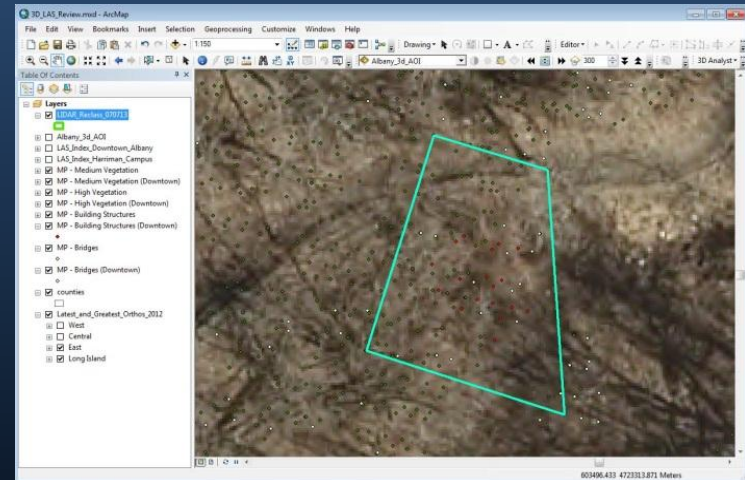 3D_LAS_Review.mxd - ArcMap
File Edit View Bookmarks Insert Selection Geoprocessing Customize Windows Help
1:150 Drawing Editor
Albany_3d_AOI 300 3D Analyst
Table Of Contents
Layers
LIDAR_Reclass_070713
Albany_3d_AOI
LAS_Index_Downtown_Albany
LAS_Index_Harriman_Campus
MP - Medium Vegetation
MP - Medium Vegetation (Downtown)
MP - High Vegetation
MP - High Vegetation (Downtown)
MP - Building Structures
MP - Building Structures (Downtown)
MP - Bridges
MP - Bridges (Downtown)
counties
Latest_and_Greatest_Orthos_2012
West
Central
East
Long Island
603496.433 4723313.871 Meters